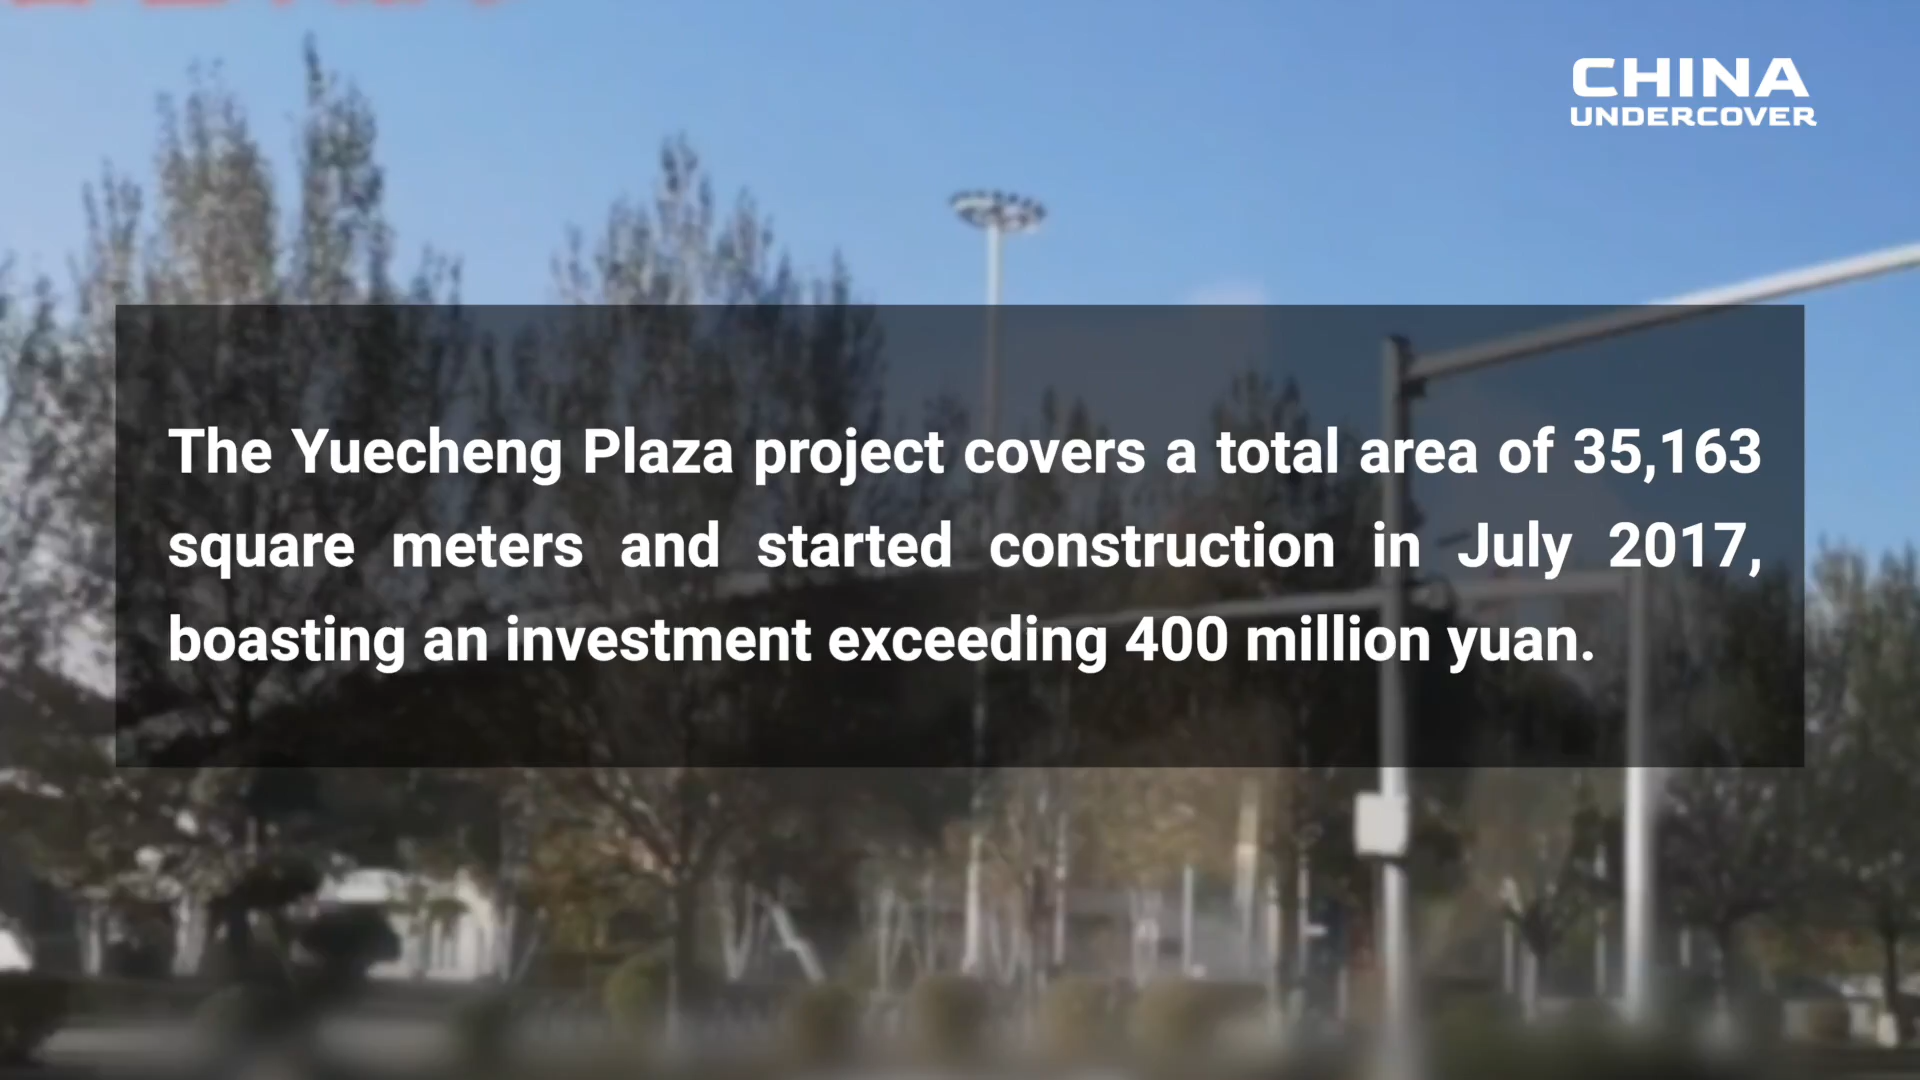 CHINA
UNDERCOVER
The Yuecheng Plaza project covers a total area of 35,163
square meters and started construction in July 2017,
boasting an investment exceeding 400 million yuan.